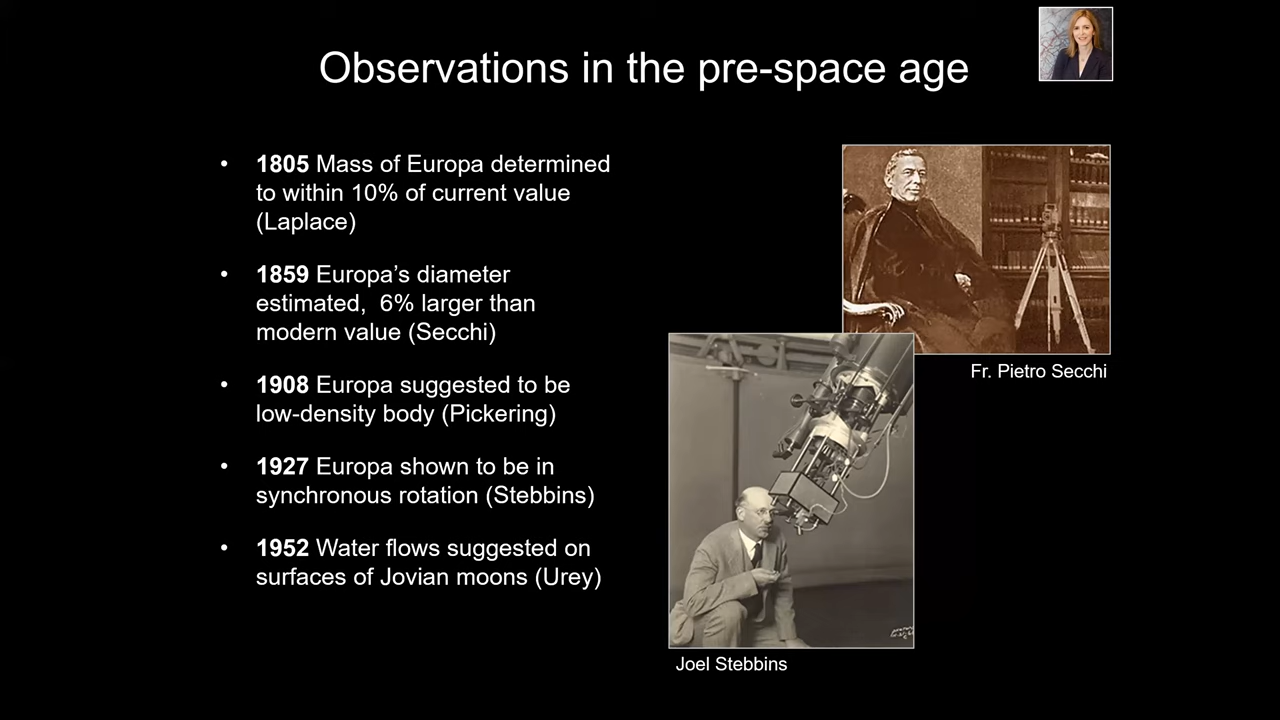 Observations in the pre-space age
• 1805 Mass of Europa determined
to within 10% of current value
(Laplace)
• 1859 Europa’s diameter
estimated,  6% larger than
modern value (Secchi)
• 1908 Europa suggested to be
low-density body (Pickering)
• 1927 Europa shown to be in
synchronous rotation (Stebbins)
• 1952 Water flows suggested on
surfaces of Jovian moons (Urey)
Fr. Pietro Secchi
Joel Stebbins